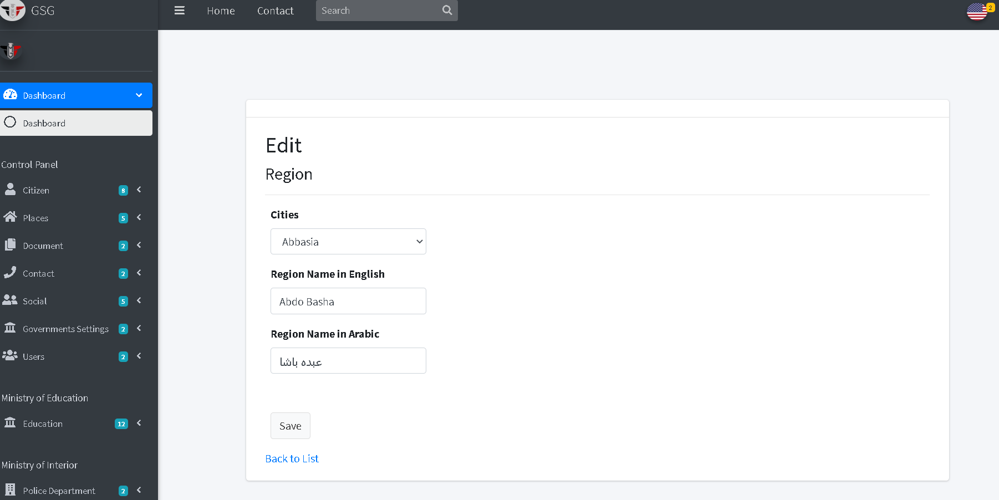 GSG
Home
Contact
Search
2
Dashboard
Dashboard
Control Panel
Citizen 8
Places 5
Document 2
Contact 2
Social 5
Governments Settings 2
Users 2
Ministry of Education
Education 12
Ministry of Interior
Police Department 2
Edit
Region
Cities
Abbasia
Region Name in English
Abdo Basha
Region Name in Arabic
عبده باشا
Save
Back to List